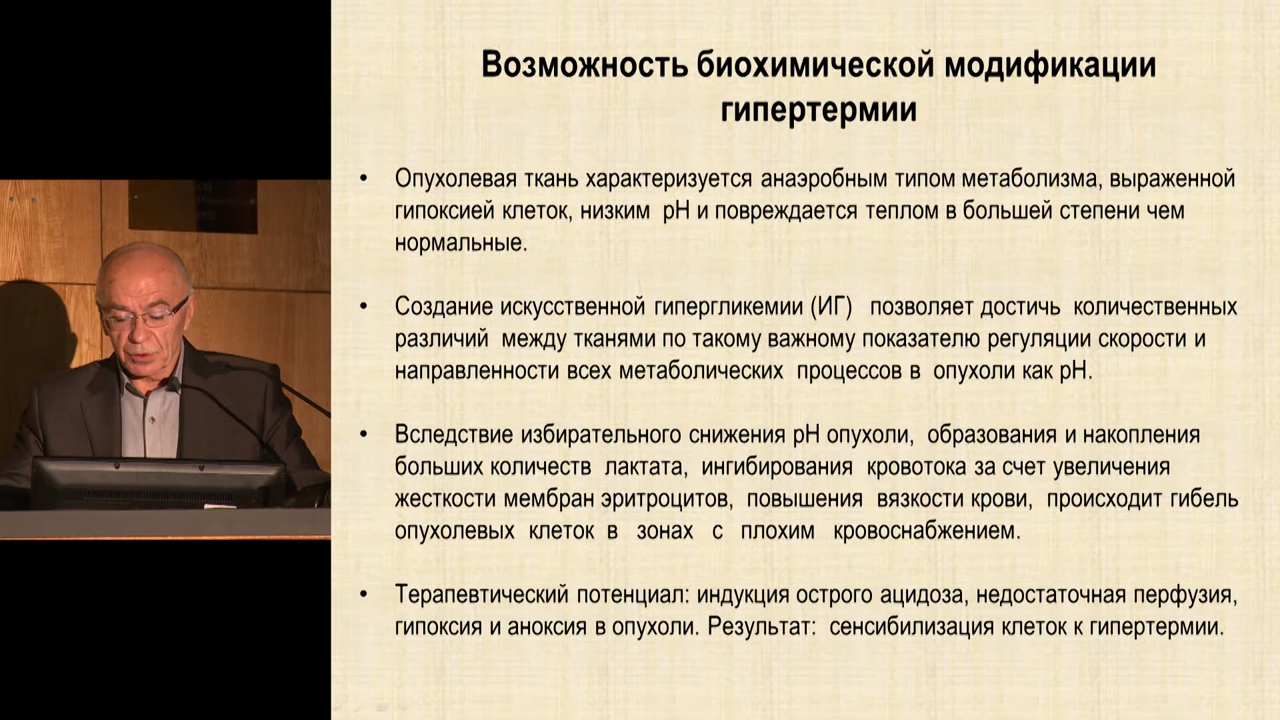 Возможность биохимической модификации
гипертермии
• Опухолевая ткань характеризуется анаэробным типом метаболизма, выраженной
гипоксией клеток, низким рН и повреждается теплом в большей степени чем
нормальные.
• Создание искусственной гипергликемии (ИГ) позволяет достичь количественных
различий между тканями по такому важному показателю регуляции скорости и
направленности всех метаболических процессов в опухоли как рН.
• Вследствие избирательного снижения рН опухоли, образования и накопления
больших количеств лактата, ингибирования кровотока за счет увеличения
жесткости мембран эритроцитов, повышения вязкости крови, происходит гибель
опухолевых клеток в зонах с плохим кровоснабжением.
• Терапевтический потенциал: индукция острого ацидоза, недостаточная перфузия,
гипоксия и аноксия в опухоли. Результат: сенсибилизация клеток к гипертермии.